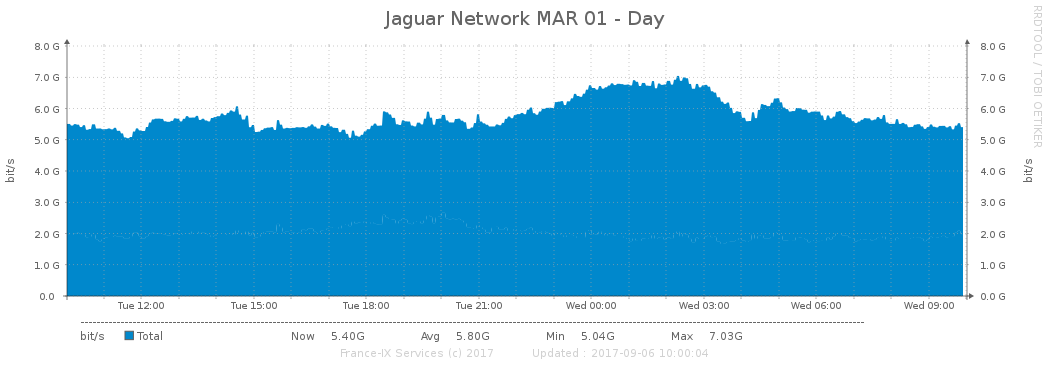 Jaguar Network MAR 01 - Day
RRDTOOL / TOBI OETIKER
8.0 G 8.0 G
7.0 G 7.0 G
6.0 G 6.0 G
5.0 G 5.0 G
4.0 G 4.0 G
3.0 G 3.0 G
2.0 G 2.0 G
1.0 G 1.0 G
0.0 0.0 G
bit/s
bit/s
Tue 12:00 Tue 15:00 Tue 18:00 Tue 21:00 Wed 00:00 Wed 03:00 Wed 06:00 Wed 09:00
bit/s Total Now 5.40G Avg 5.80G Min 5.04G Max 7.03G
France-IX Services (c) 2017 Updated : 2017-09-06 10:00:04